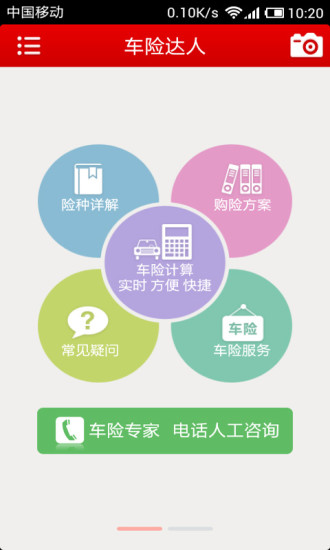 中国移动 0.10K/s 10:20
车险达人
险种详解
购险方案
车险计算
实时 方便 快捷
?
常见疑问
车险
车险服务
车险专家 电话人工咨询